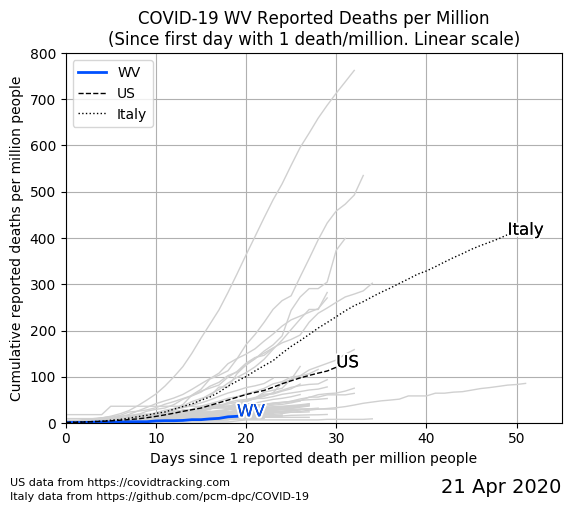 COVID-19 WV Reported Deaths per Million
(Since first day with 1 death/million. Linear scale)
800
700
600
500
400
300
200
100
0
Cumulative reported deaths per million people
WV
US
Italy
Italy
US
WV
0 10 20 30 40 50
Days since 1 reported death per million people
US data from https://covidtracking.com
Italy data from https://github.com/pcm-dpc/COVID-19
21 Apr 2020